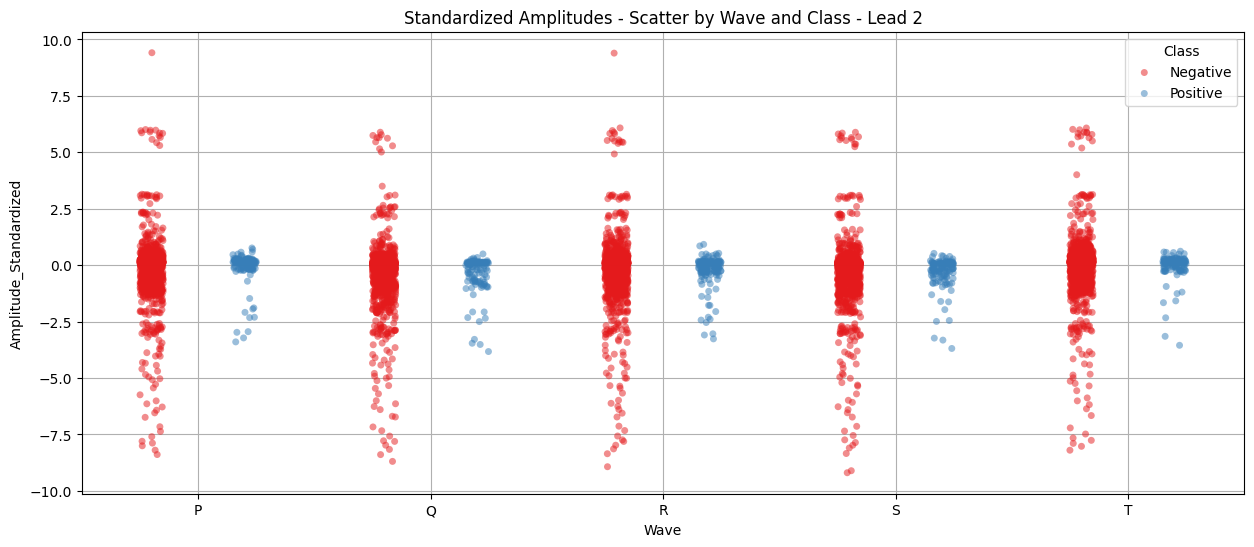 Standardized Amplitudes - Scatter by Wave and Class - Lead 2
Class
Negative
Positive
Amplitude_Standardized
10.0
7.5
5.0
2.5
0.0
−2.5
−5.0
−7.5
−10.0
P Q R S T
Wave